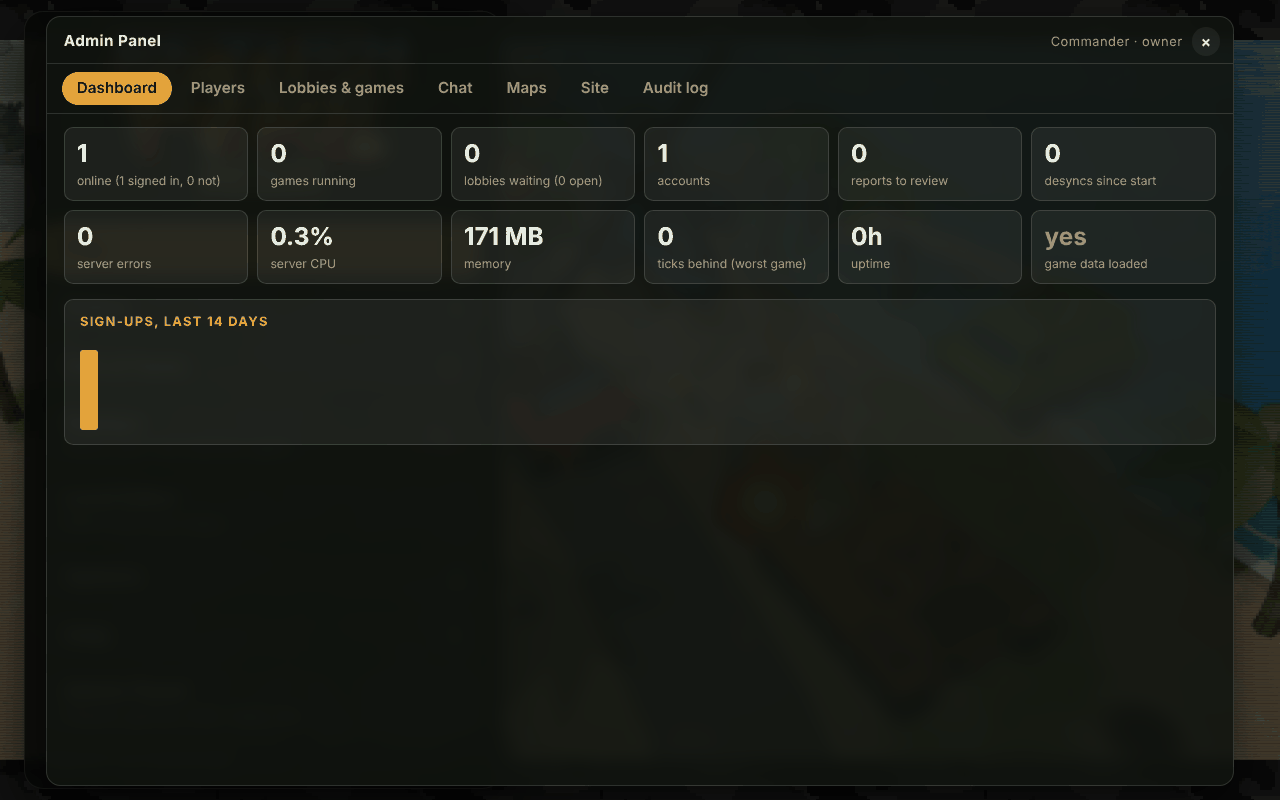 Admin Panel
Commander · owner
×
Dashboard Players Lobbies & games Chat Maps Site Audit log
1 0 0 1 0 0
online (1 signed in, 0 not) games running lobbies waiting (0 open) accounts reports to review desyncs since start
0 0.3% 171 MB 0 0h yes
server errors server CPU memory ticks behind (worst game) uptime game data loaded
SIGN-UPS, LAST 14 DAYS